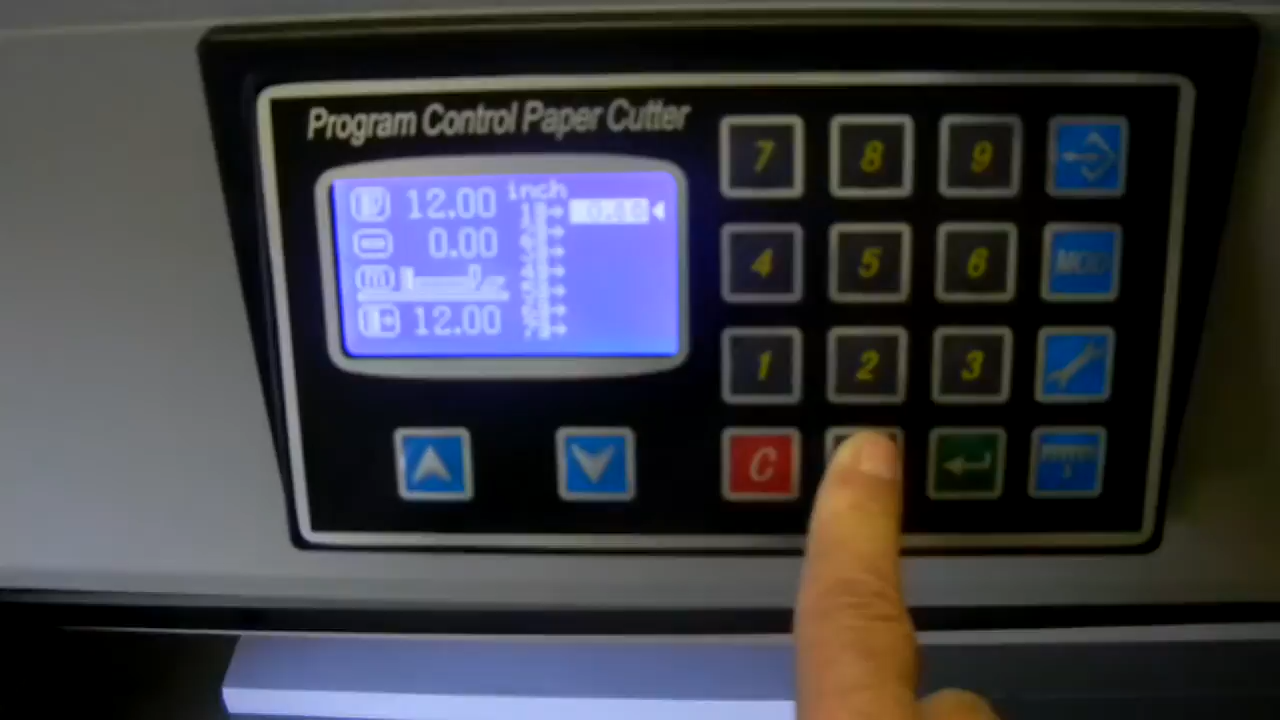 Program Control Paper Cutter
12.00 inch
0.00
12.00
7 8 9
4 5 6 MOD
1 2 3
C